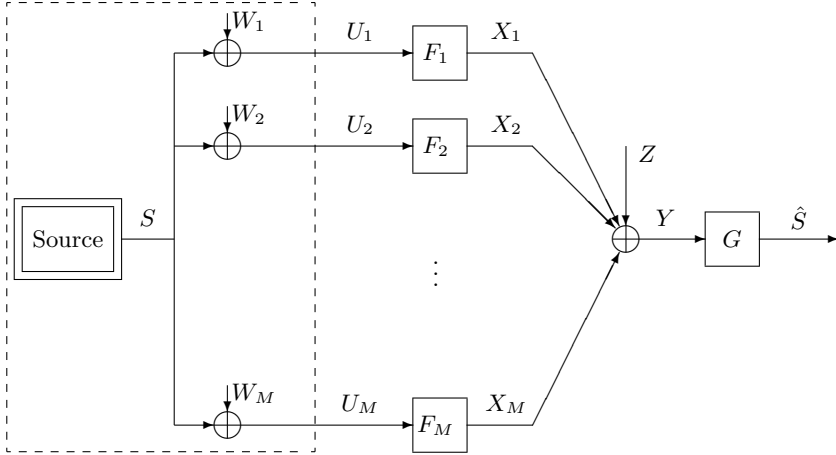 W_1
U_1
F_1
X_1
W_2
U_2
F_2
X_2
Z
Source
S
Y
G
Ŝ
⋮
W_M
U_M
F_M
X_M